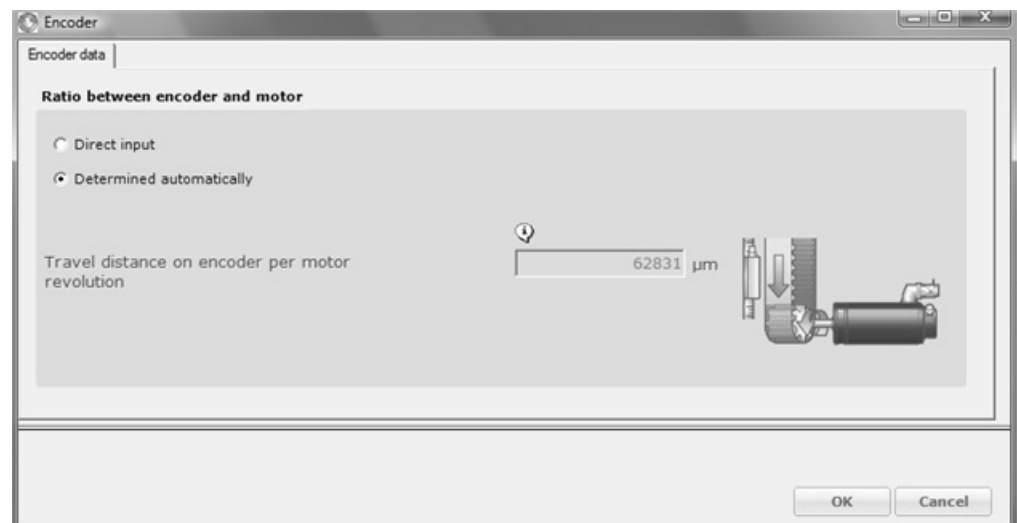 Encoder
Encoder data
Ratio between encoder and motor
Direct input
Determined automatically
Travel distance on encoder per motor
revolution
62831 µm
OK Cancel